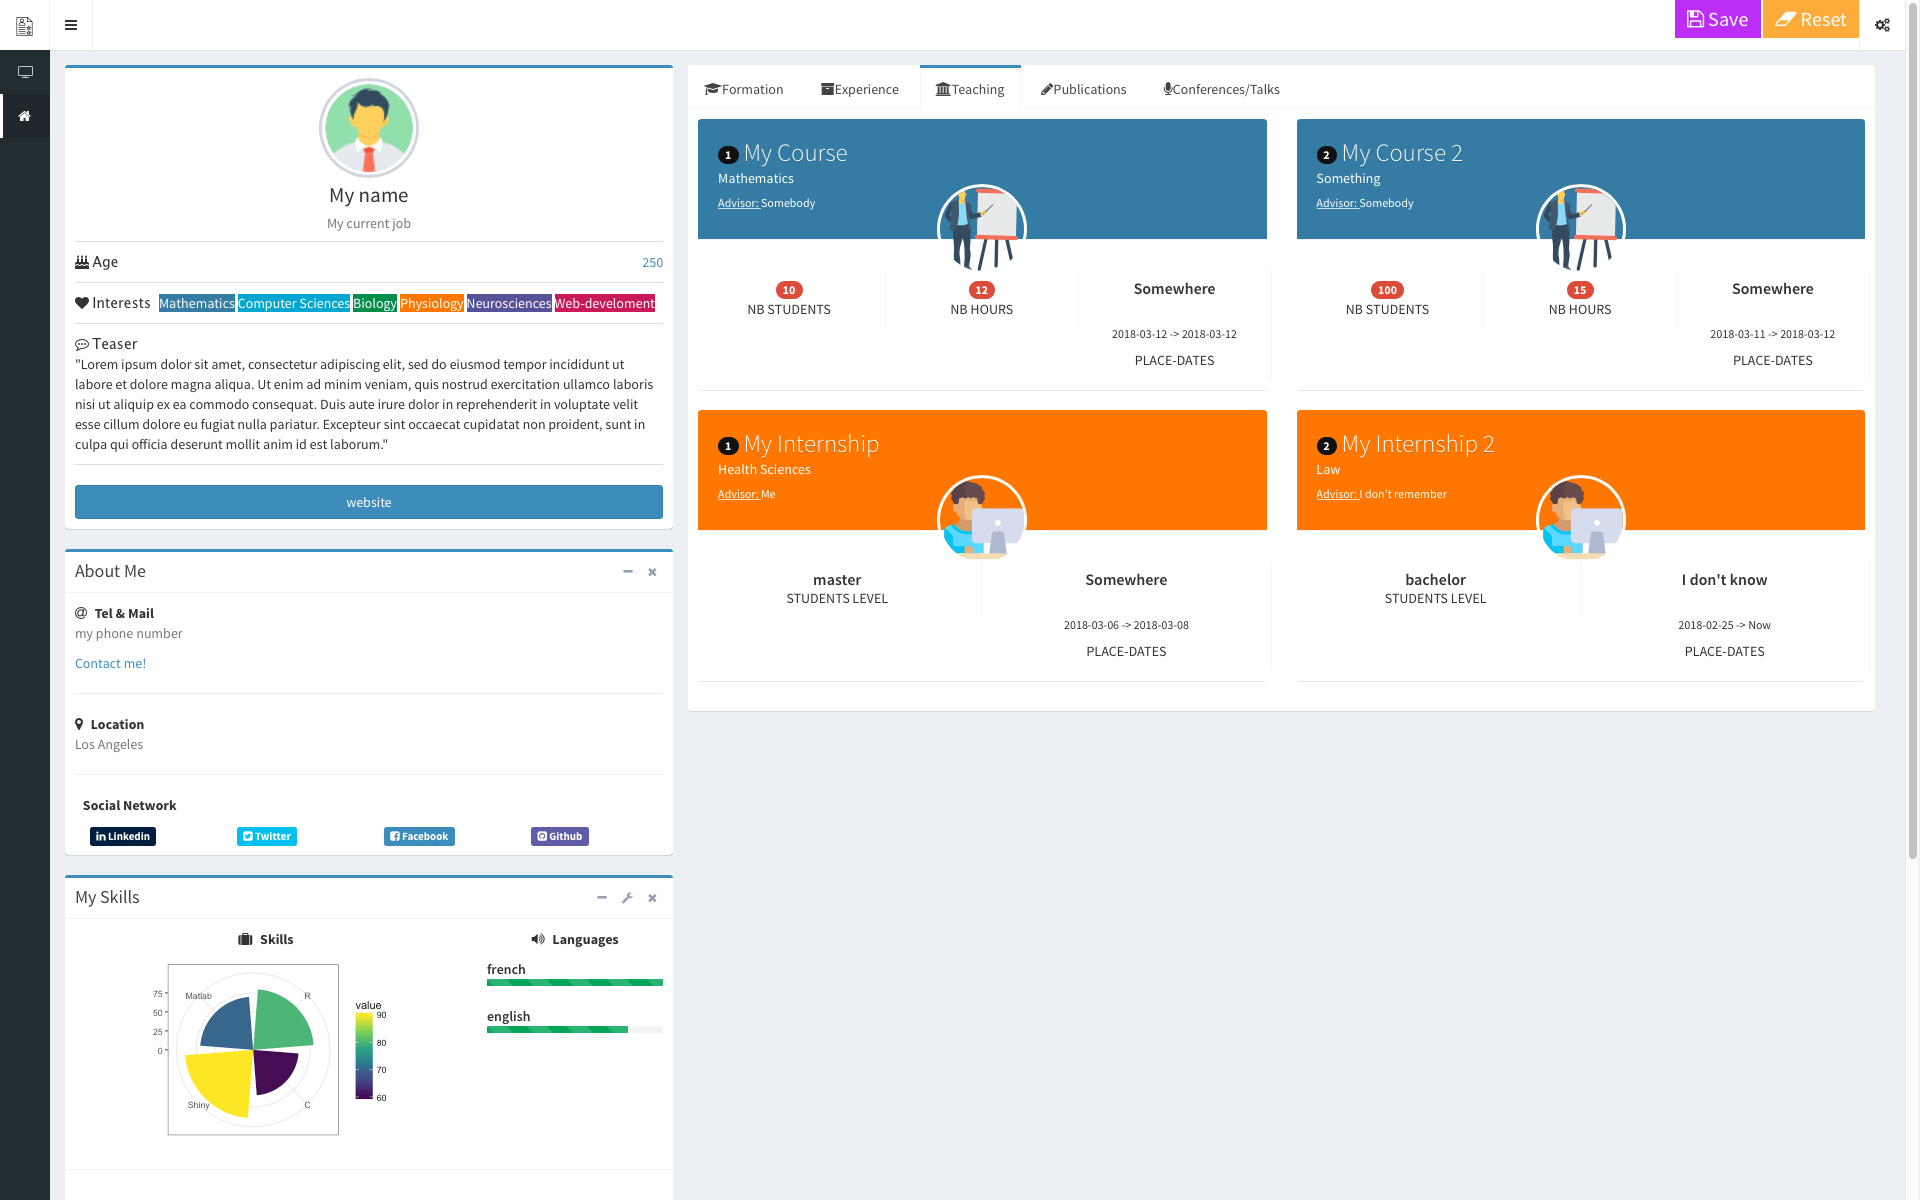 Save
Reset
My name
My current job
Age 250
Interests Mathematics Computer Sciences Biology Physiology Neurosciences Web-develoment
Teaser
"Lorem ipsum dolor sit amet, consectetur adipiscing elit, sed do eiusmod tempor incididunt ut
labore et dolore magna aliqua. Ut enim ad minim veniam, quis nostrud exercitation ullamco laboris
nisi ut aliquip ex ea commodo consequat. Duis aute irure dolor in reprehenderit in voluptate velit
esse cillum dolore eu fugiat nulla pariatur. Excepteur sint occaecat cupidatat non proident, sunt in
culpa qui officia deserunt mollit anim id est laborum."
website
About Me
Tel & Mail
my phone number
Contact me!
Location
Los Angeles
Social Network
Linkedin
Twitter
Facebook
Github
My Skills
Skills
75
50
25
0
Matlab
R
Shiny
C
value
90
80
70
60
Languages
french
english
Formation
Experience
Teaching
Publications
Conferences/Talks
1 My Course
Mathematics
Advisor: Somebody
10
NB STUDENTS
12
NB HOURS
Somewhere
2018-03-12 -> 2018-03-12
PLACE-DATES
2 My Course 2
Something
Advisor: Somebody
100
NB STUDENTS
15
NB HOURS
Somewhere
2018-03-11 -> 2018-03-12
PLACE-DATES
1 My Internship
Health Sciences
Advisor: Me
master
STUDENTS LEVEL
Somewhere
2018-03-06 -> 2018-03-08
PLACE-DATES
2 My Internship 2
Law
Advisor: I don't remember
bachelor
STUDENTS LEVEL
I don't know
2018-02-25 -> Now
PLACE-DATES